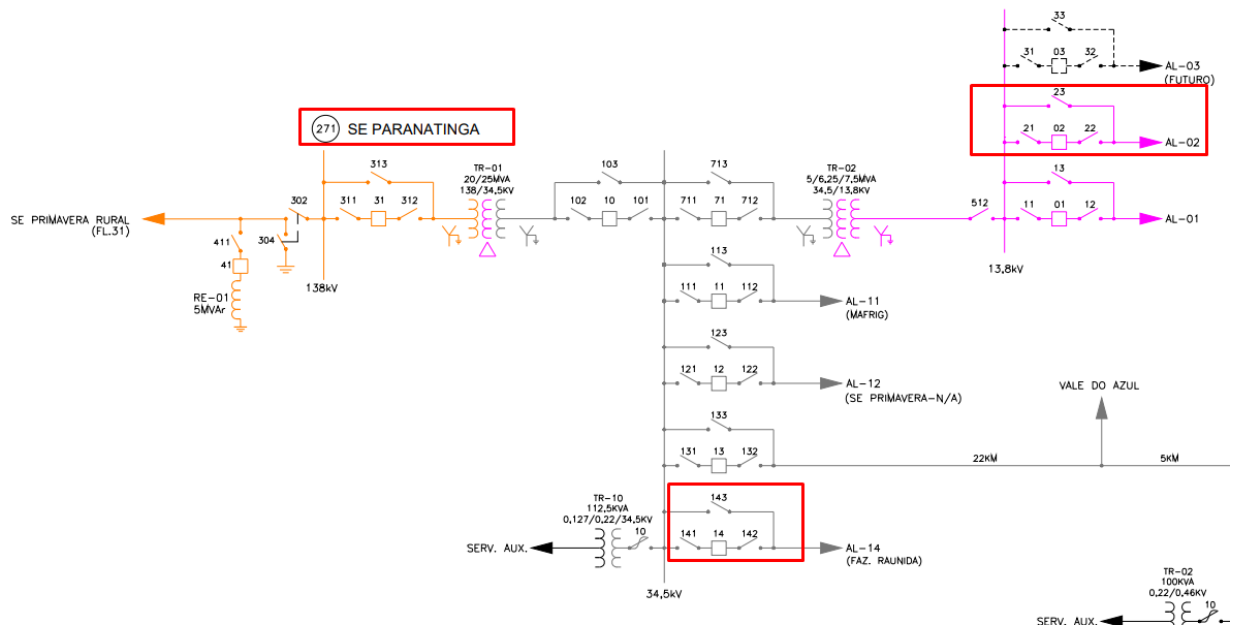 33
31
03
32
AL-03
(FUTURO)
23
21
02
22
AL-02
271
SE PARANATINGA
13
11
01
12
AL-01
512
13,8kV
SE PRIMAVERA RURAL
(FL.31)
302
313
311
31
312
304
411
41
RE-01
5MVAr
138kV
TR-01
20/25MVA
138/34,5KV
103
102
10
101
713
711
71
712
TR-02
5/6,25/7,5MVA
34,5/13,8KV
113
111
11
112
AL-11
(MAFRIG)
123
121
12
122
AL-12
(SE PRIMAVERA-N/A)
133
131
13
132
22KM
VALE DO AZUL
5KM
TR-10
112,5KVA
0,127/0,22/34,5KV
10
SERV. AUX.
143
141
14
142
AL-14
(FAZ. RAUNIDA)
34,5kV
TR-02
100KVA
0,22/0,46KV
10
SERV. AUX.